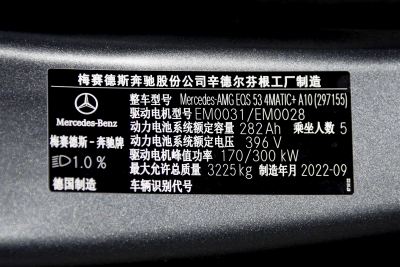 梅赛德斯奔驰股份公司辛德尔芬根工厂制造
整车型号 Mercedes-AMG EQS 53 4MATIC+ A10 (297155)
驱动电机型号 EM0031/EM0028
动力电池系统额定容量 282 Ah 乘坐人数 5
动力电池系统额定电压 396 V
驱动电机峰值功率 170/300 kW
最大允许总质量 3225 kg 制造年月 2022-09
车辆识别代号
Mercedes-Benz
梅赛德斯-奔驰牌
1.0 %
德国制造